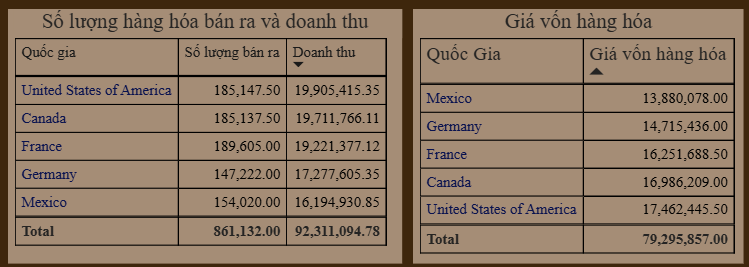 Số lượng hàng hóa bán ra và doanh thu
Quốc gia Số lượng bán ra Doanh thu
United States of America 185,147.50 19,905,415.35
Canada 185,137.50 19,711,766.11
France 189,605.00 19,221,377.12
Germany 147,222.00 17,277,605.35
Mexico 154,020.00 16,194,930.85
Total 861,132.00 92,311,094.78
Giá vốn hàng hóa
Quốc Gia Giá vốn hàng hóa
Mexico 13,880,078.00
Germany 14,715,436.00
France 16,251,688.50
Canada 16,986,209.00
United States of America 17,462,445.50
Total 79,295,857.00